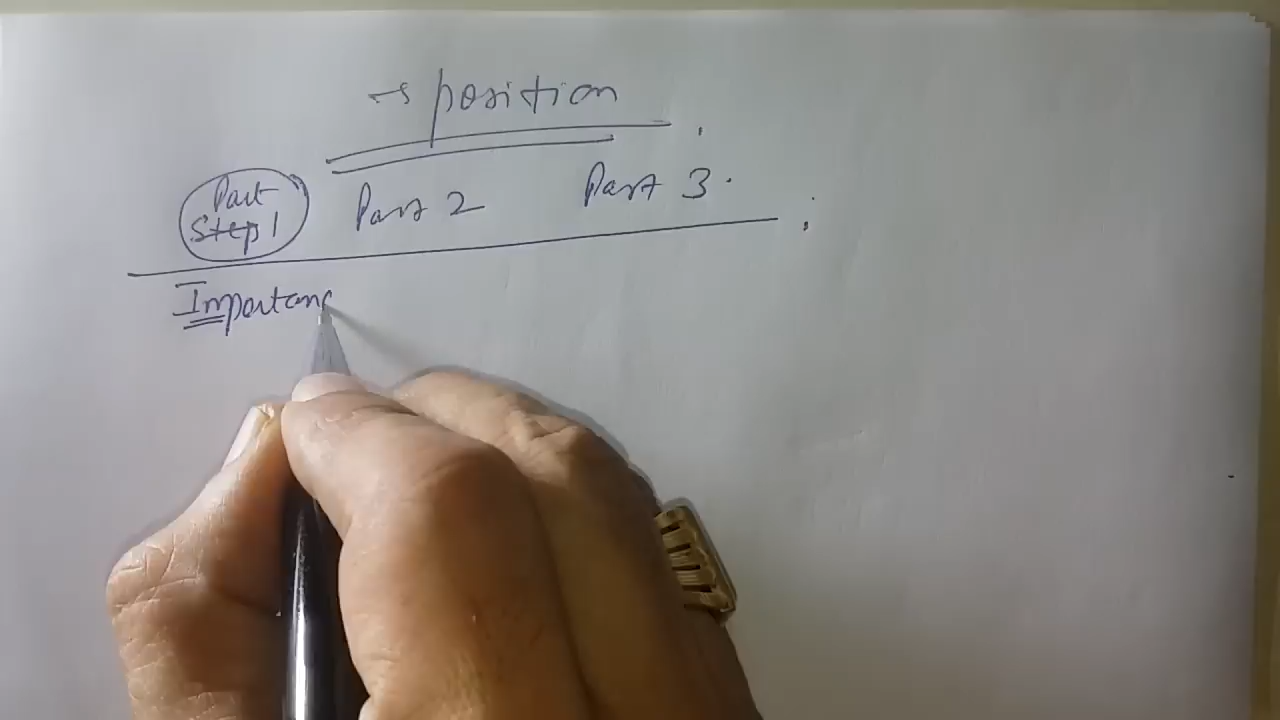 → position
Part Part 2 Part 3.
Step 1
Importanc